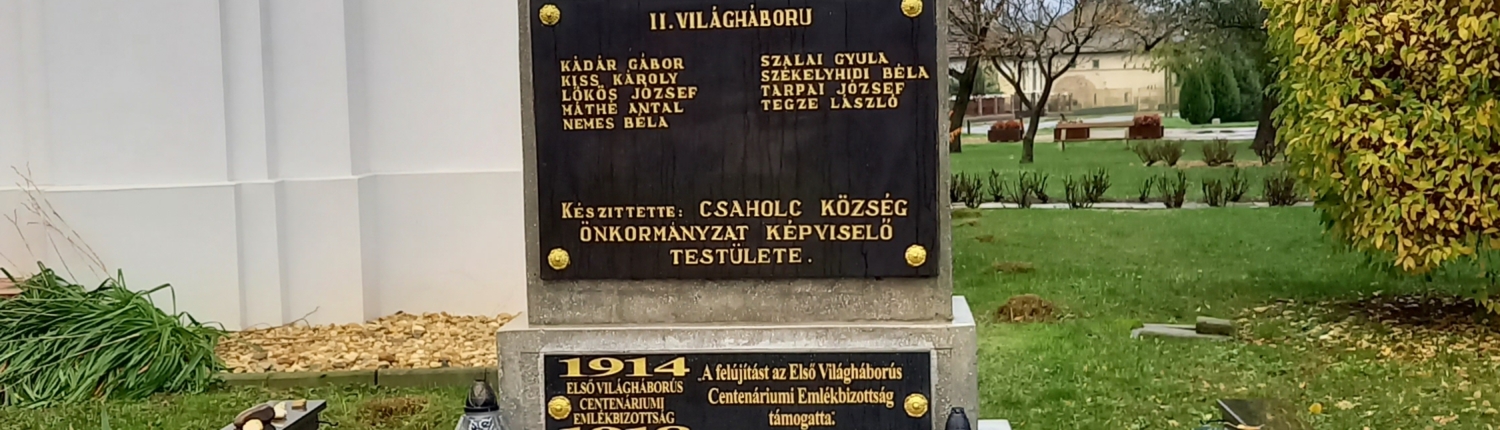 II. VILÁGHÁBORU
KÁDÁR GÁBOR
KISS KÁROLY
LŐKÖS JÓZSEF
MÁTHÉ ANTAL
NEMES BÉLA
SZALAI GYULA
SZÉKELYHIDI BÉLA
TARPAI JÓZSEF
TEGZE LÁSZLÓ
KÉSZITTETTE: CSAHOLC KÖZSÉG
ÖNKORMÁNYZAT KÉPVISELŐ
TESTÜLETE.
1914
ELSŐ VILÁGHÁBORÚS
CENTENÁRIUMI
EMLÉKBIZOTTSÁG
A felújítást az Első Világháborús
Centenáriumi Emlékbizottság
támogatta: